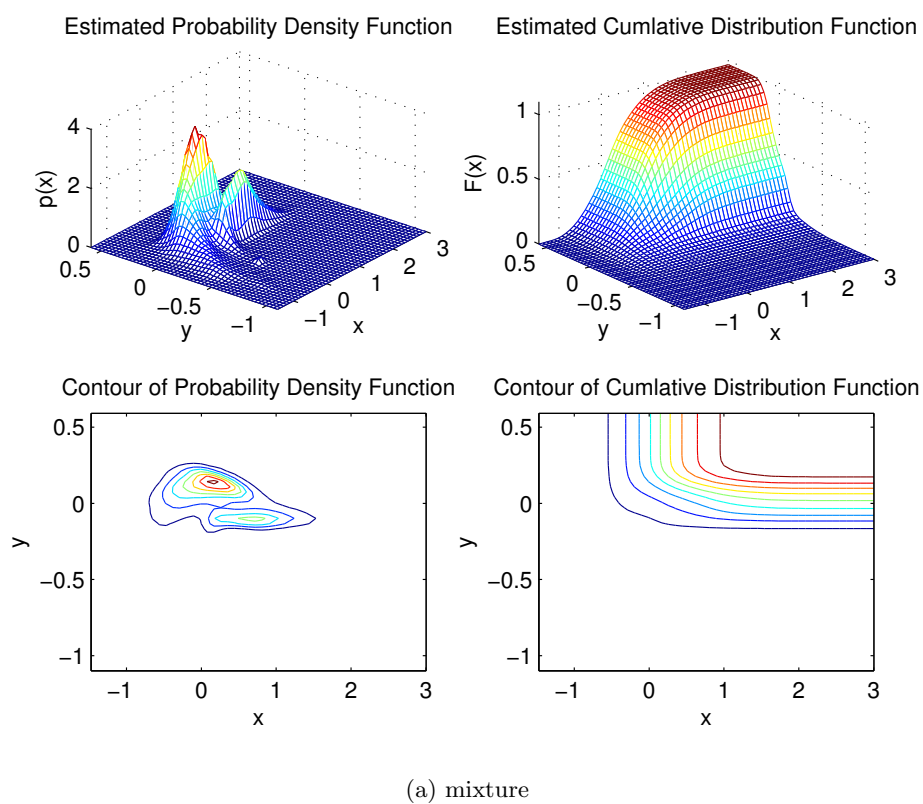 Estimated Probability Density Function
4
2
0
p(x)
0.5
0
−0.5
−1
y
−1
0
1
2
3
x
Estimated Cumlative Distribution Function
1
0.5
0
F(x)
0.5
0
−0.5
−1
y
−1
0
1
2
3
x
Contour of Probability Density Function
0.5
0
−0.5
−1
y
−1
0
1
2
3
x
Contour of Cumlative Distribution Function
0.5
0
−0.5
−1
y
−1
0
1
2
3
x
(a) mixture